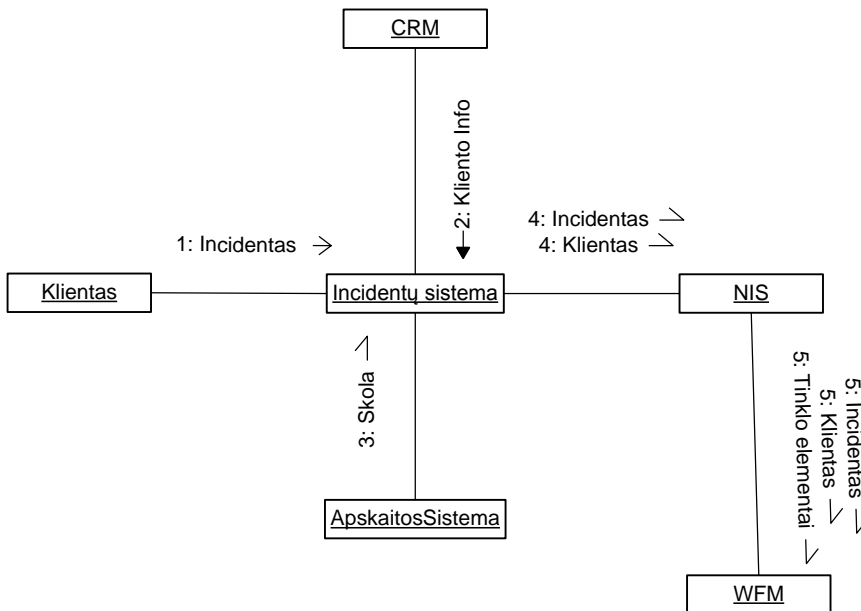 CRM
2: Kliento Info
4: Incidentas
4: Klientas
1: Incidentas
Klientas
Incidentų sistema
NIS
3: Skola
5: Incidentas
5: Klientas
5: Tinklo elementai
ApskaitosSistema
WFM